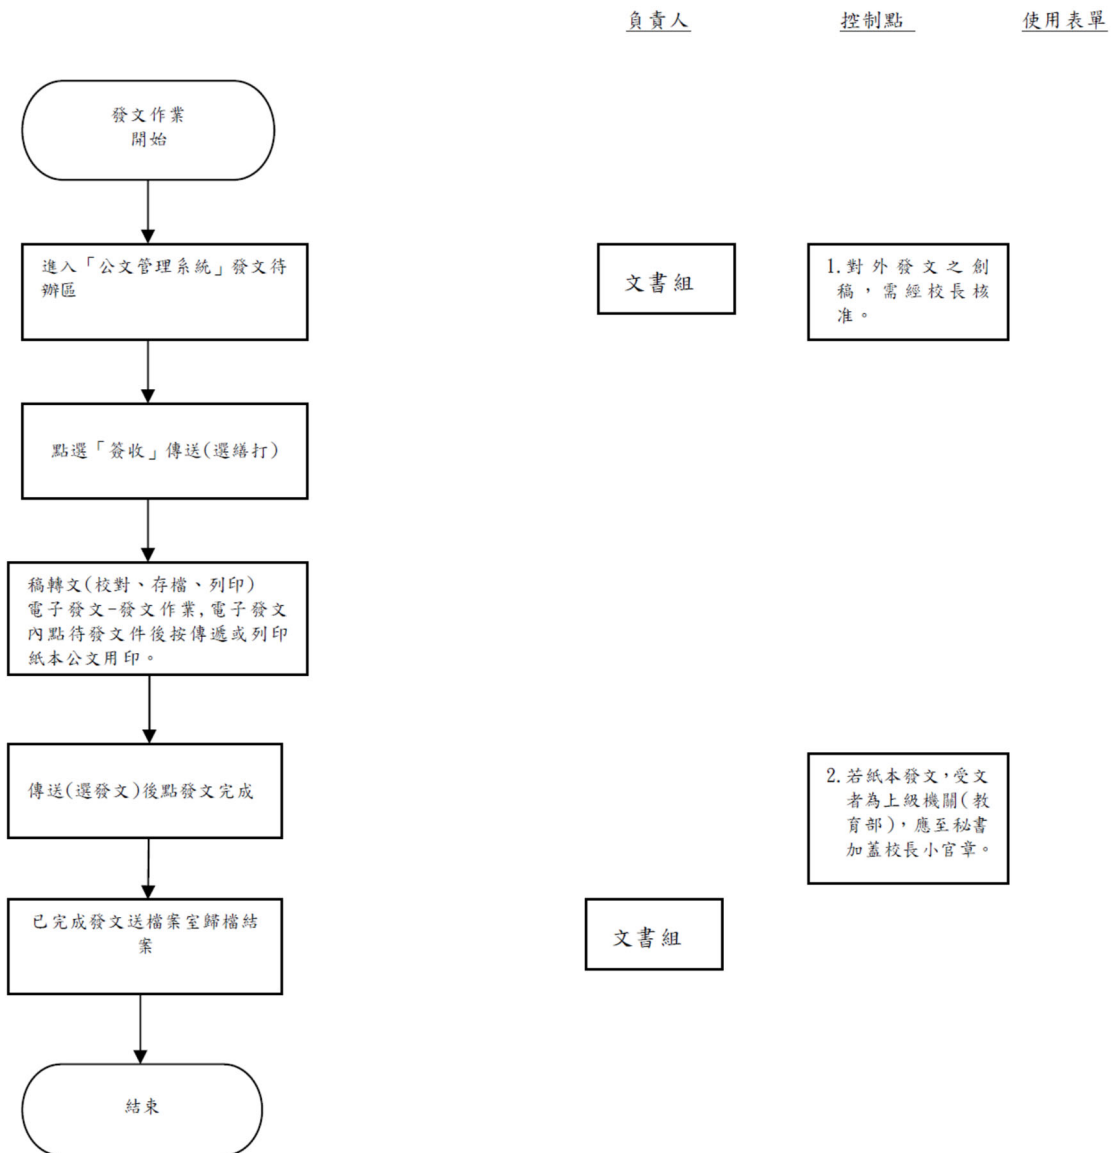 負責人 控制點 使用表單
發文作業
開始
進入「公文管理系統」發文待
辦區
文書組
1.對外發文之創
稿，需經校長核
准。
點選「簽收」傳送(選繕打)
稿轉文(校對、存檔、列印)
電子發文-發文作業,電子發文
內點待發文件後按傳遞或列印
紙本公文用印。
傳送(選發文)後點發文完成
2.若紙本發文，受文
者為上級機關(教
育部)，應至秘書
加蓋校長小官章。
已完成發文送檔案室歸檔結
案
文書組
結束